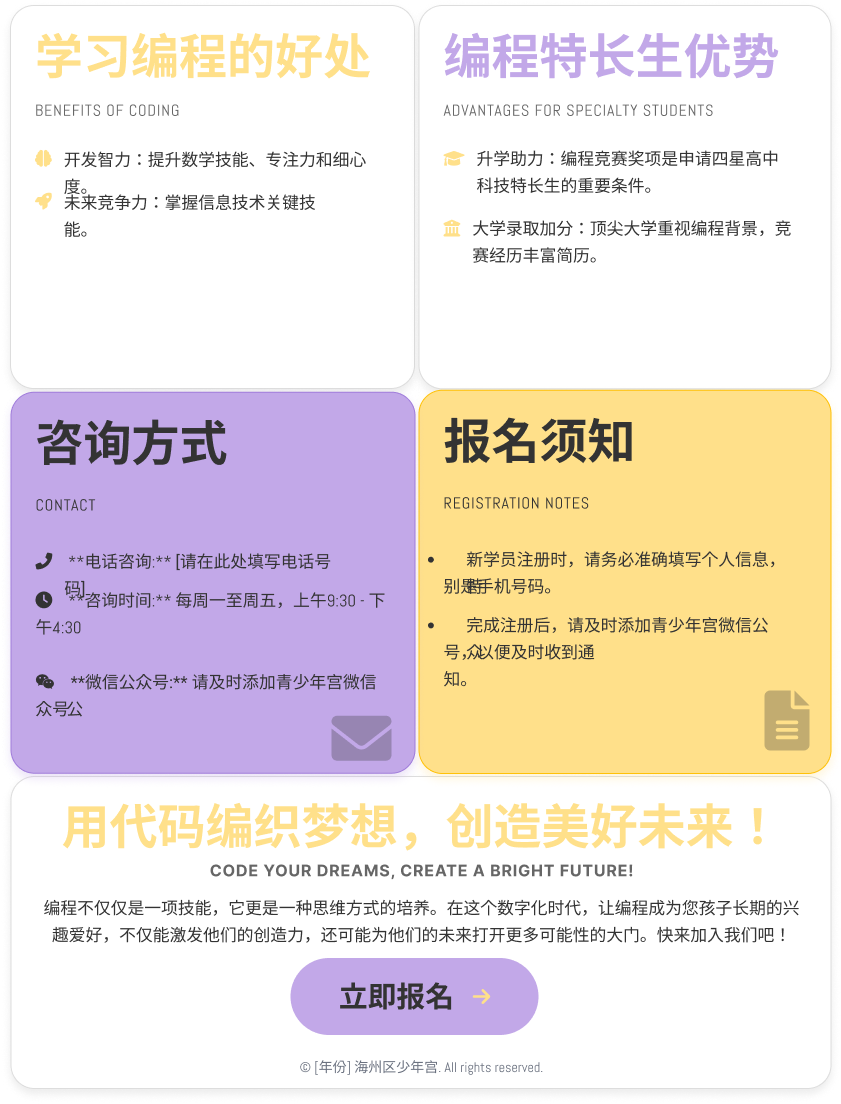 学习编程的好处
BENEFITS OF CODING
开发智力：提升数学技能、专注力和细心
度。
未来竞争力：掌握信息技术关键技
能。
编程特长生优势
ADVANTAGES FOR SPECIALTY STUDENTS
升学助力：编程竞赛奖项是申请四星高中
科技特长生的重要条件。
大学录取加分：顶尖大学重视编程背景，竞
赛经历丰富简历。
咨询方式
CONTACT
**电话咨询:** [请在此处填写电话号
码]
**咨询时间:** 每周一至周五，上午9:30 - 下
午4:30
**微信公众号:** 请及时添加青少年宫微信
众号公
报名须知
REGISTRATION NOTES
新学员注册时，请务必准确填写个人信息，
别是特手机号码。
完成注册后，请及时添加青少年宫微信公
号，众以便及时收到通
知。
用代码编织梦想，创造美好未来！
CODE YOUR DREAMS, CREATE A BRIGHT FUTURE!
编程不仅仅是一项技能，它更是一种思维方式的培养。在这个数字化时代，让编程成为您孩子长期的兴
趣爱好，不仅能激发他们的创造力，还可能为他们的未来打开更多可能性的大门。快来加入我们吧！
立即报名
© [年份] 海州区少年宫. All rights reserved.